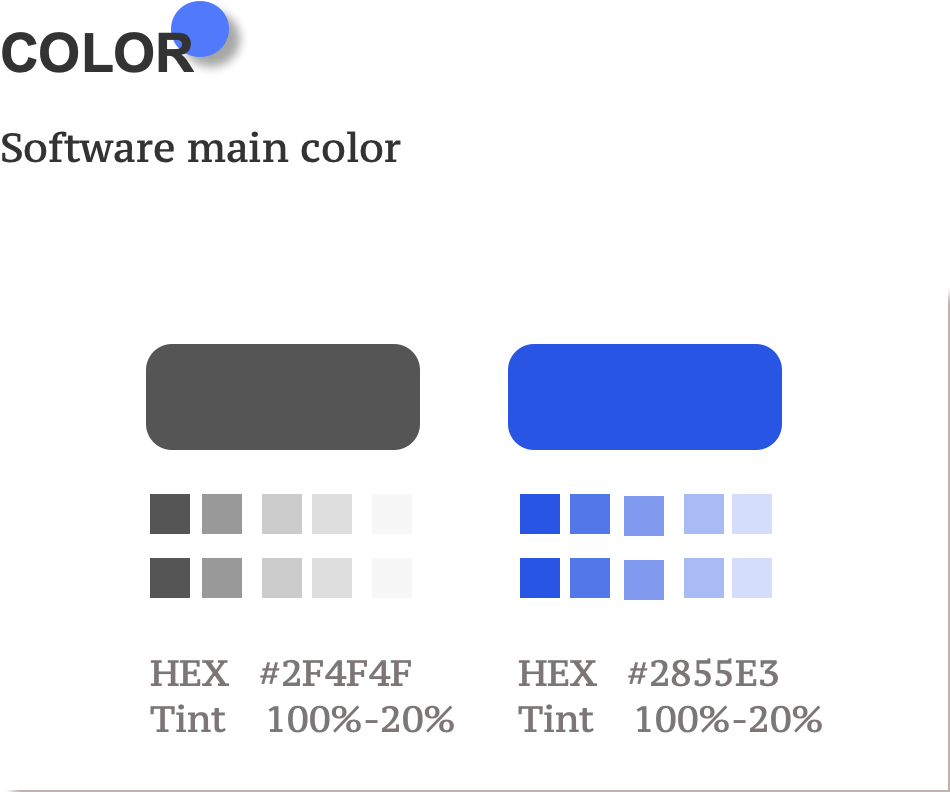 COLOR
Software main color
HEX #2F4F4F
Tint 100%-20%
HEX #2855E3
Tint 100%-20%